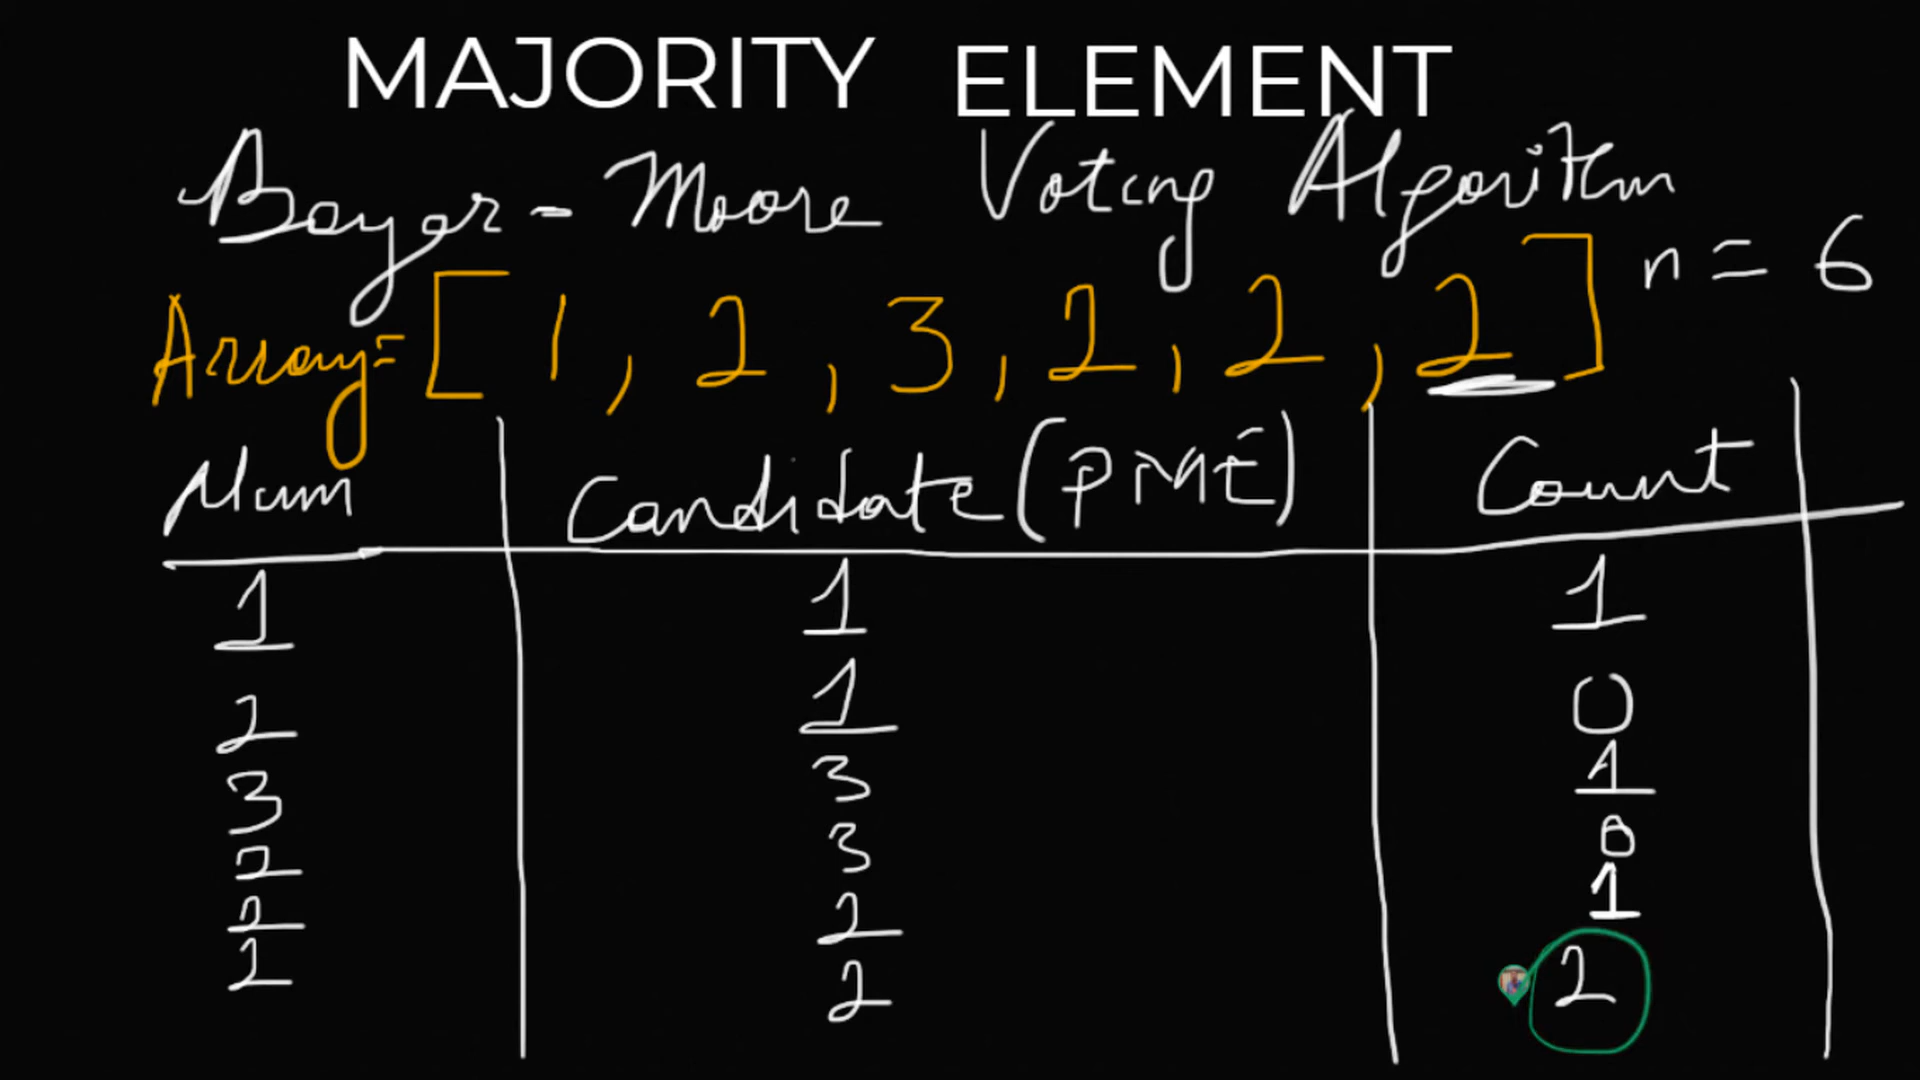 MAJORITY ELEMENT
Boyer - Moore Voting Algorithm
Array = [ 1 , 2 , 3 , 2 , 2 , 2 ] n = 6
Num Candidate (PME) Count
1 1 1
2 1 0
3 3 1
2 3 0
2 2 1
2 2 2